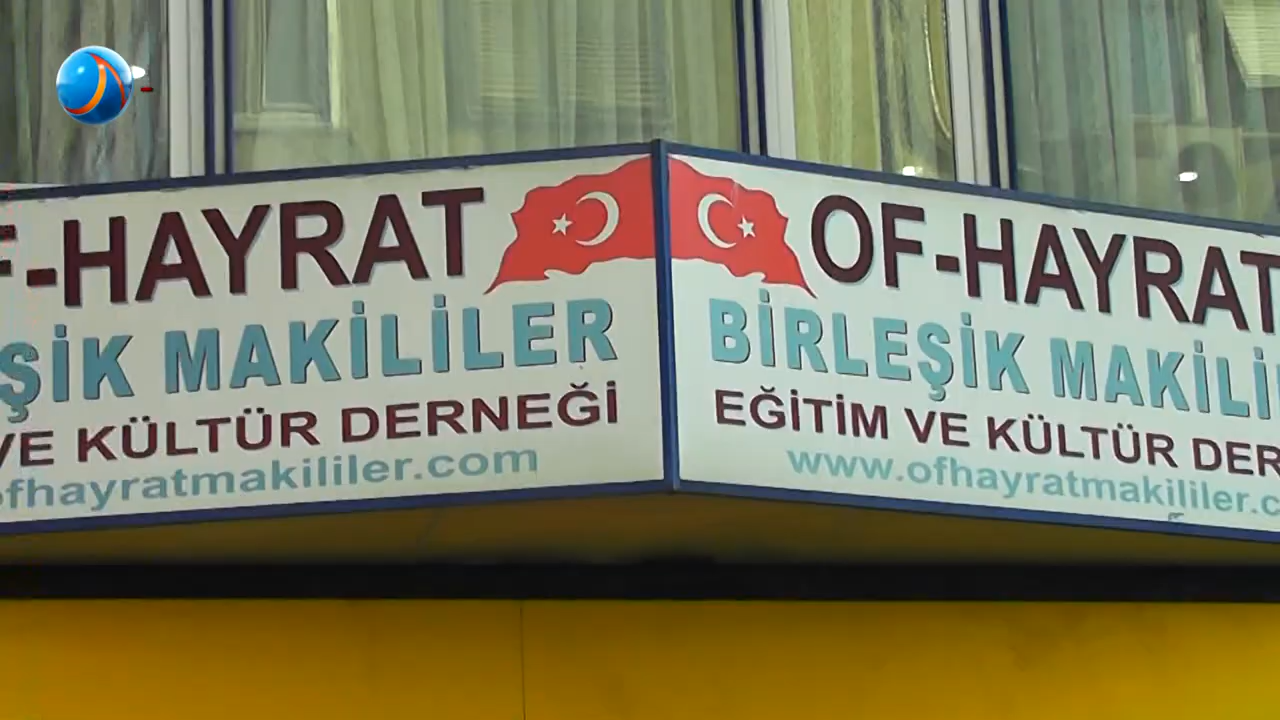 F-HAYRAT
ŞİK MAKİLİLER
VE KÜLTÜR DERNEĞİ
ofhayratmakililer.com
OF-HAYRAT
BİRLEŞİK MAKİLİ
EĞİTİM VE KÜLTÜR DER
www.ofhayratmakililer.c